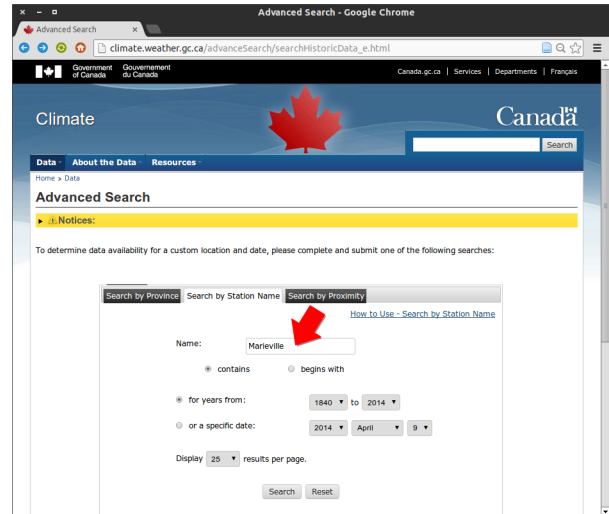 Advanced Search - Google Chrome
Advanced Search
climate.weather.gc.ca/advanceSearch/searchHistoricData_e.html
Government of Canada Gouvernement du Canada
Canada.gc.ca | Services | Departments | Français
Climate
Canada
Search
Data About the Data Resources
Home > Data
Advanced Search
Notices:
To determine data availability for a custom location and date, please complete and submit one of the following searches:
Search by Province Search by Station Name Search by Proximity
How to Use - Search by Station Name
Name: Marieville
contains begins with
for years from: 1840 to 2014
or a specific date: 2014 April 9
Display 25 results per page.
Search Reset